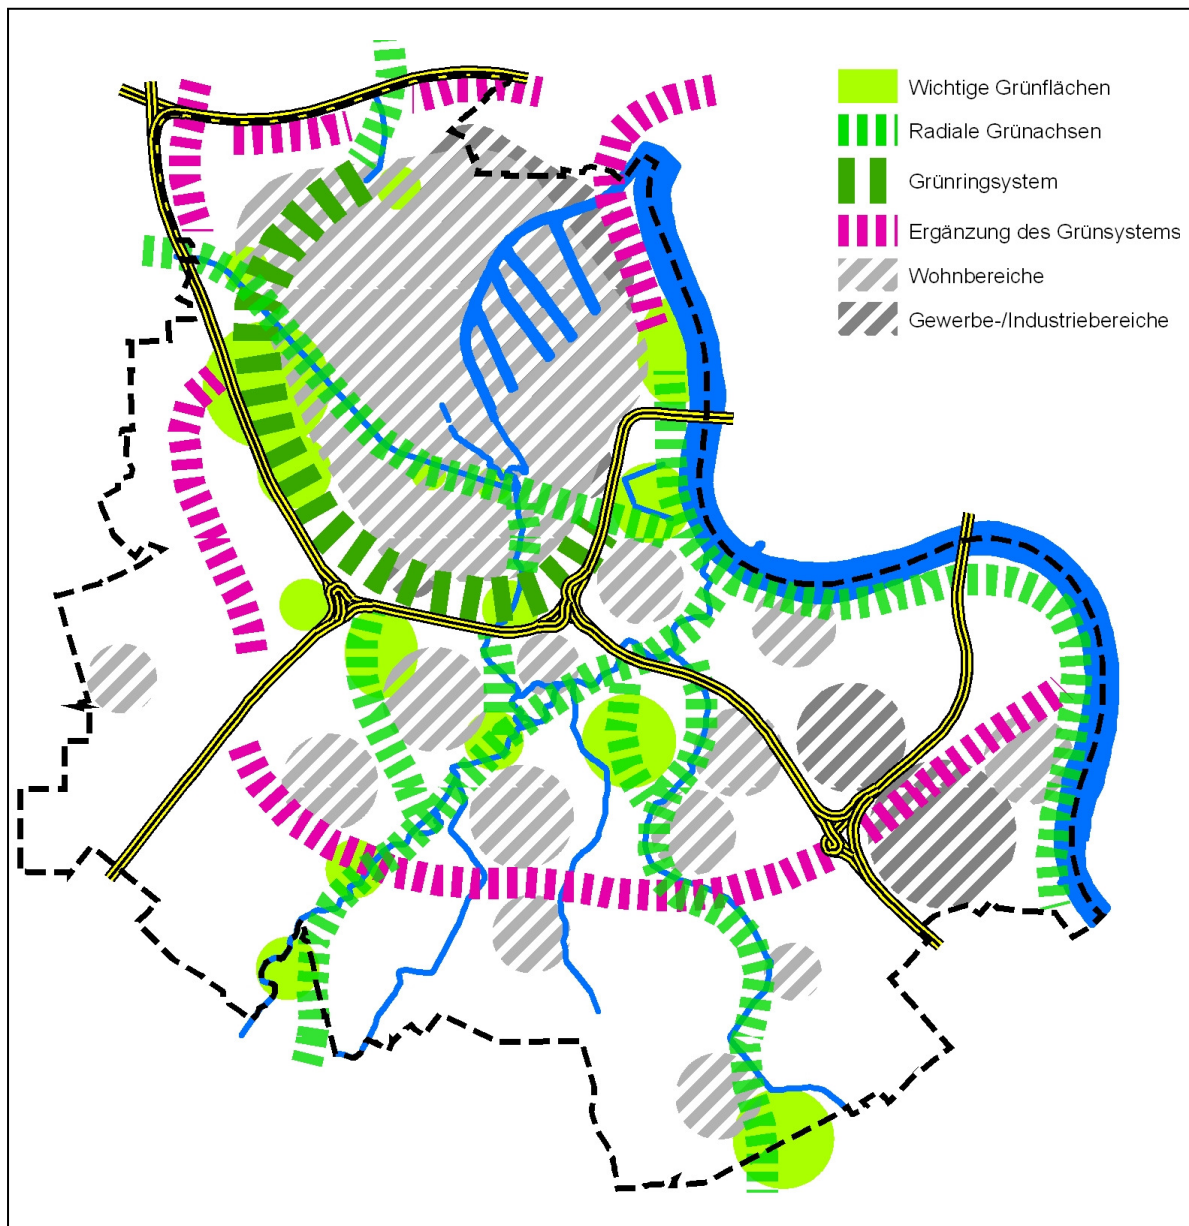 Wichtige Grünflächen
Radiale Grünachsen
Grünringsystem
Ergänzung des Grünsystems
Wohnbereiche
Gewerbe-/Industriebereiche